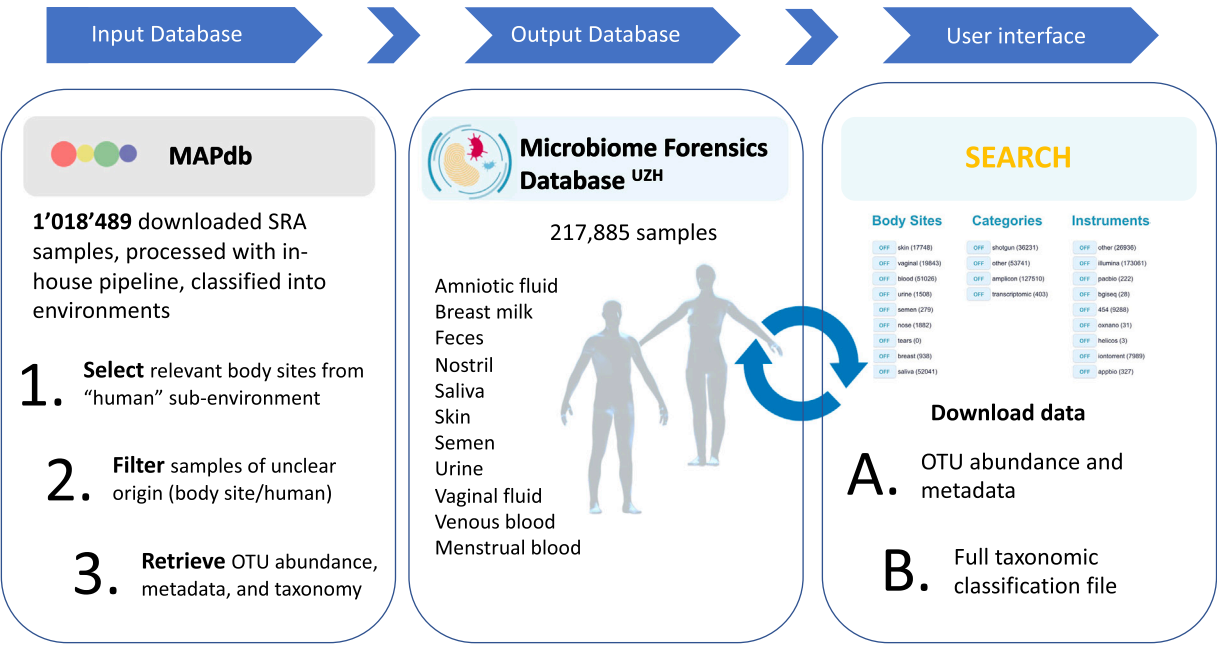 Input Database
Output Database
User interface
MAPdb
1’018’489 downloaded SRA
samples, processed with in-
house pipeline, classified into
environments
1. Select relevant body sites from
“human” sub-environment
2. Filter samples of unclear
origin (body site/human)
3. Retrieve OTU abundance,
metadata, and taxonomy
Microbiome Forensics
Database UZH
217,885 samples
Amniotic fluid
Breast milk
Feces
Nostril
Saliva
Skin
Semen
Urine
Vaginal fluid
Venous blood
Menstrual blood
SEARCH
Body Sites
OFF skin (17748)
OFF vaginal (19843)
OFF blood (51026)
OFF urine (1508)
OFF semen (279)
OFF nose (1882)
OFF tears (0)
OFF breast (938)
OFF saliva (52041)
Categories
OFF shotgun (36231)
OFF other (53741)
OFF amplicon (127510)
OFF transcriptomic (403)
Instruments
OFF other (26936)
OFF illumina (173061)
OFF pacbio (222)
OFF bgiseq (28)
OFF 454 (9288)
OFF oxnano (31)
OFF helicos (3)
OFF iontorrent (7989)
OFF appbio (327)
Download data
A. OTU abundance and
metadata
B. Full taxonomic
classification file